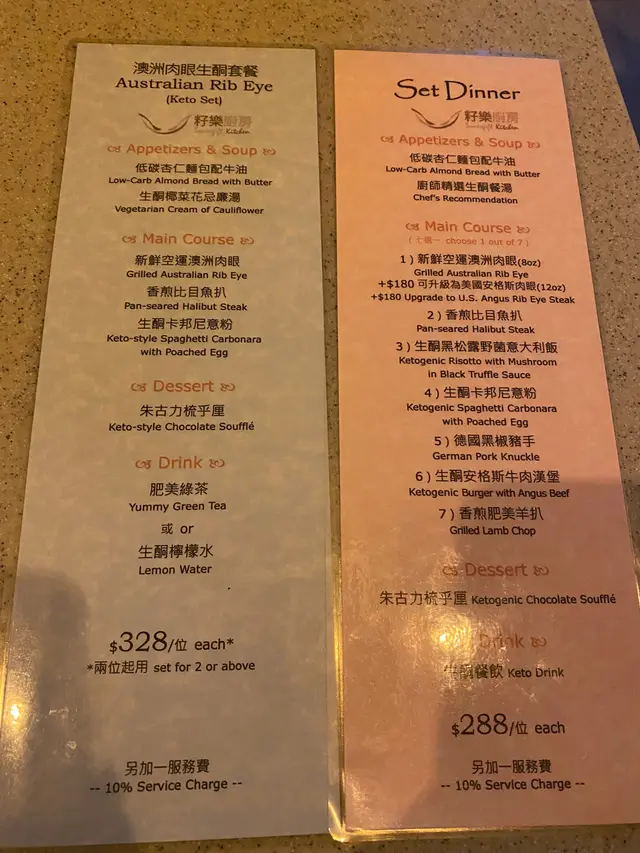 澳洲肉眼生酮套餐
Australian Rib Eye
(Keto Set)
籽樂廚房
Kitchen
Appetizers & Soup
低碳杏仁麵包配牛油
Low-Carb Almond Bread with Butter
生酮椰菜花忌廉湯
Vegetarian Cream of Cauliflower
Main Course
新鮮空運澳洲肉眼
Grilled Australian Rib Eye
香煎比目魚扒
Pan-seared Halibut Steak
生酮卡邦尼意粉
Keto-style Spaghetti Carbonara
with Poached Egg
Dessert
朱古力梳乎厘
Keto-style Chocolate Soufflé
Drink
肥美綠茶
Yummy Green Tea
或 or
生酮檸檬水
Lemon Water
$328/位 each*
*兩位起用 set for 2 or above
另加一服務費
-- 10% Service Charge --
Set Dinner
籽樂廚房
Kitchen
Appetizers & Soup
低碳杏仁麵包配牛油
Low-Carb Almond Bread with Butter
廚師精選生酮餐湯
Chef's Recommendation
Main Course
(七選一 choose 1 out of 7)
1) 新鮮空運澳洲肉眼(8oz)
Grilled Australian Rib Eye
+$180 可升級為美國安格斯肉眼(12oz)
+$180 Upgrade to U.S. Angus Rib Eye Steak
2) 香煎比目魚扒
Pan-seared Halibut Steak
3) 生酮黑松露野菌意大利飯
Ketogenic Risotto with Mushroom
in Black Truffle Sauce
4) 生酮卡邦尼意粉
Ketogenic Spaghetti Carbonara
with Poached Egg
5) 德國黑椒豬手
German Pork Knuckle
6) 生酮安格斯牛肉漢堡
Ketogenic Burger with Angus Beef
7) 香煎肥美羊扒
Grilled Lamb Chop
Dessert
朱古力梳乎厘 Ketogenic Chocolate Soufflé
Drink
生酮餐飲 Keto Drink
$288/位 each
另加一服務費
-- 10% Service Charge --